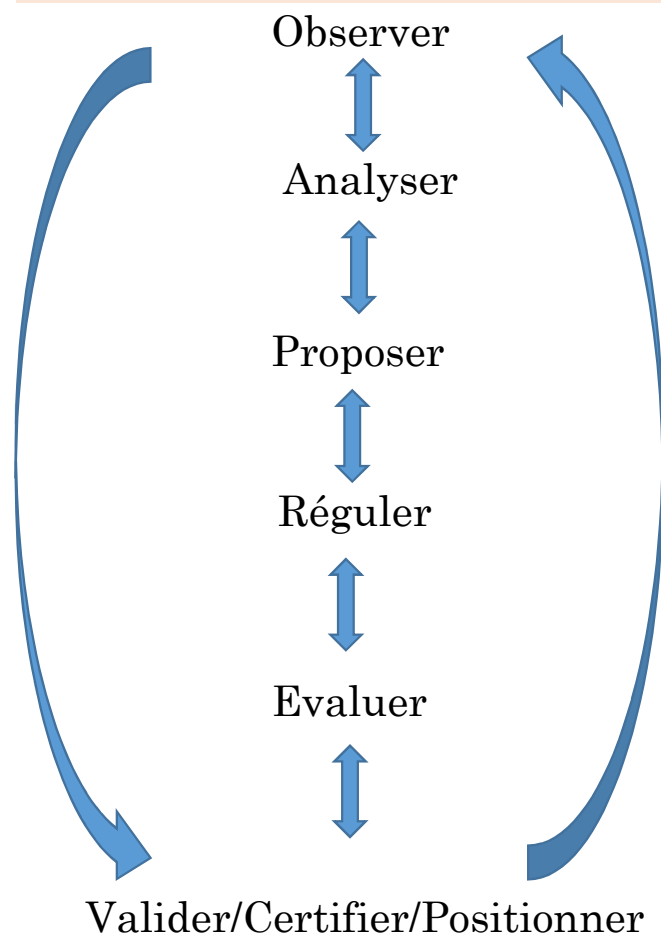 Observer
Analyser
Proposer
Réguler
Evaluer
Valider/Certifier/Positionner